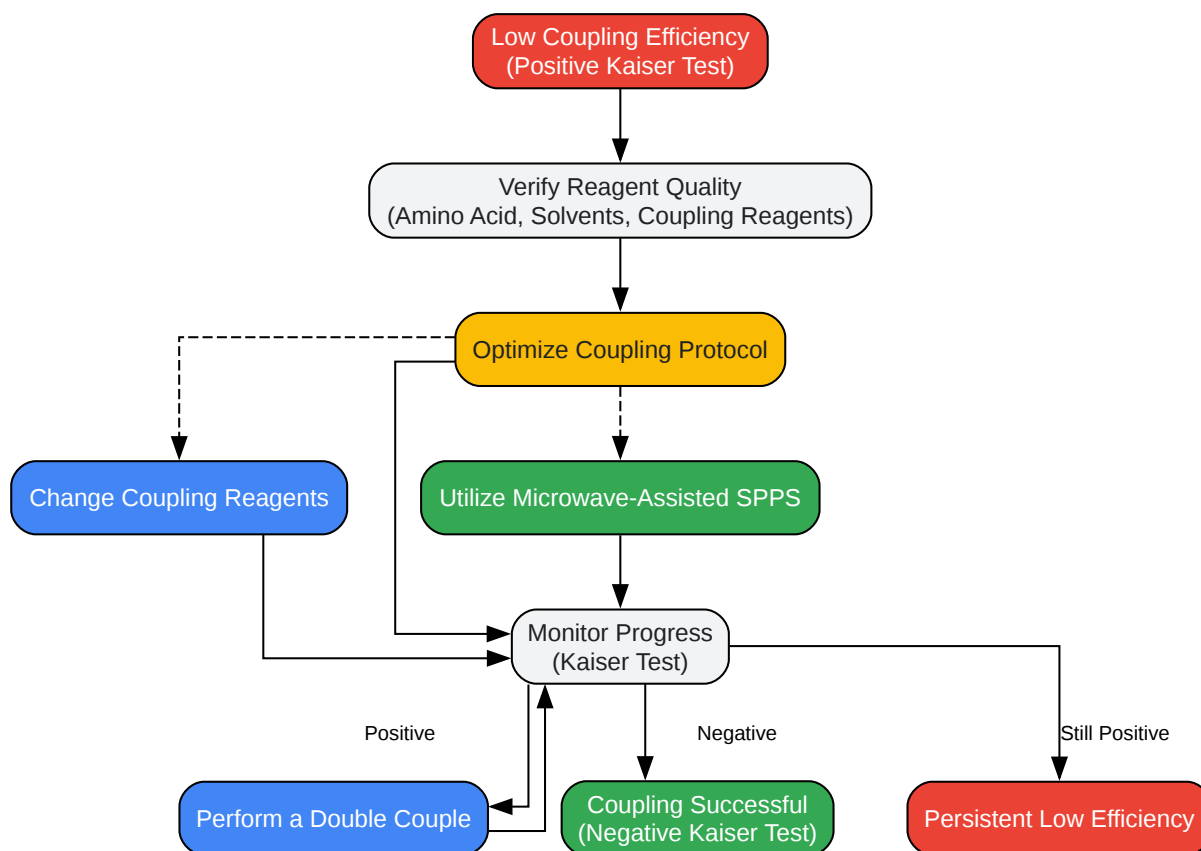 Low Coupling Efficiency
(Positive Kaiser Test)
Verify Reagent Quality
(Amino Acid, Solvents, Coupling Reagents)
Optimize Coupling Protocol
Change Coupling Reagents
Utilize Microwave-Assisted SPPS
Monitor Progress
(Kaiser Test)
Positive
Negative
Still Positive
Perform a Double Couple
Coupling Successful
(Negative Kaiser Test)
Persistent Low Efficiency